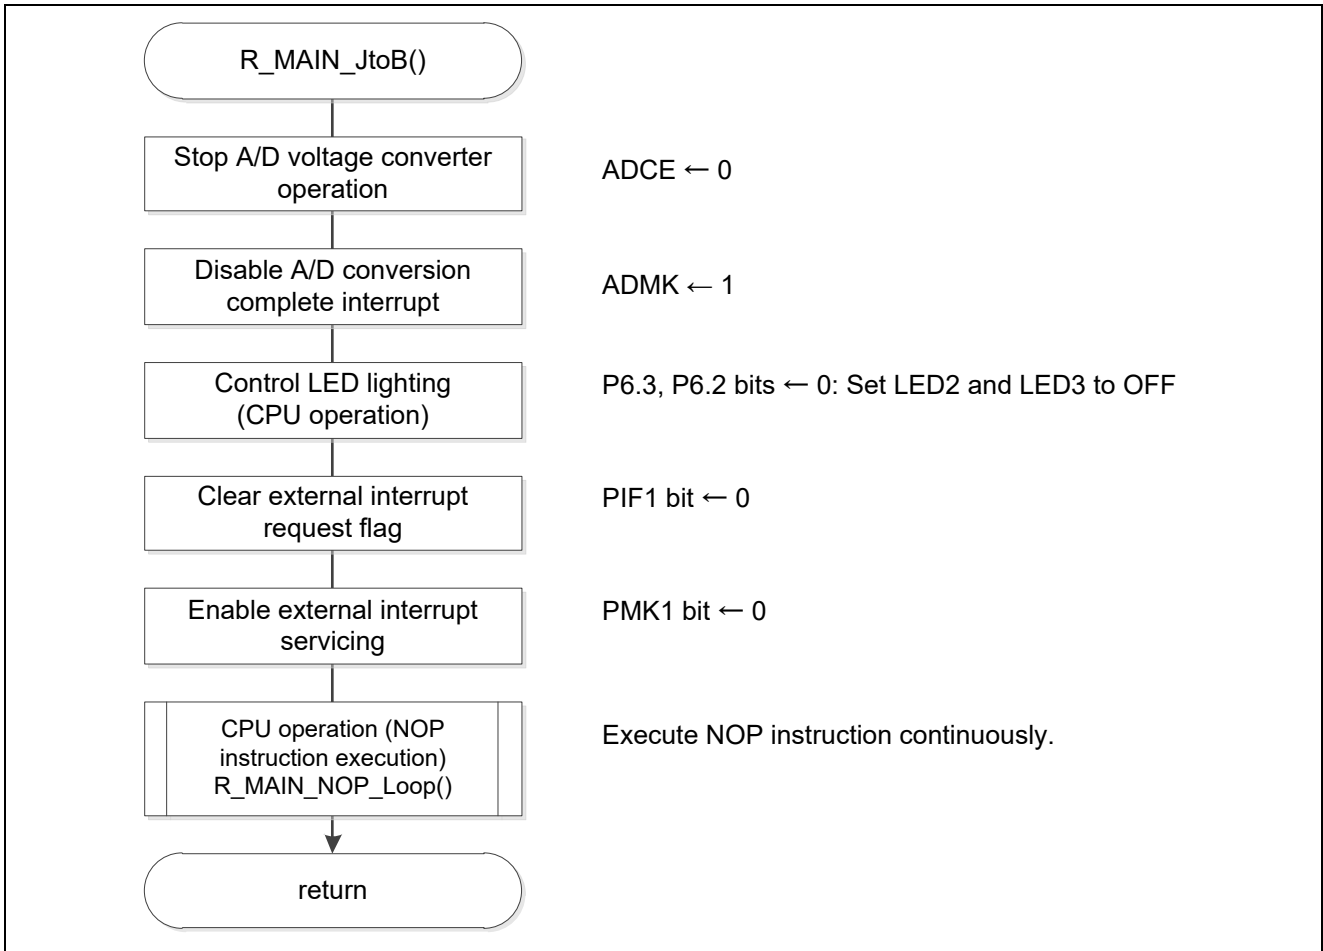 R_MAIN_JtoB()
Stop A/D voltage converter
operation
ADCE ← 0
Disable A/D conversion
complete interrupt
ADMK ← 1
Control LED lighting
(CPU operation)
P6.3, P6.2 bits ← 0: Set LED2 and LED3 to OFF
Clear external interrupt
request flag
PIF1 bit ← 0
Enable external interrupt
servicing
PMK1 bit ← 0
CPU operation (NOP
instruction execution)
R_MAIN_NOP_Loop()
Execute NOP instruction continuously.
return